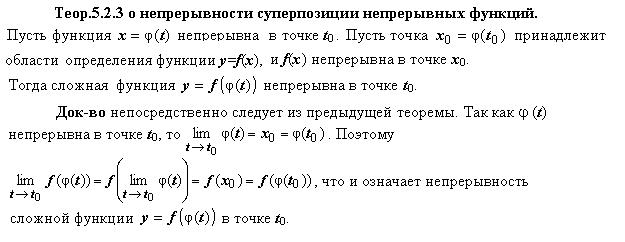 Теор.5.2.3 о непрерывности суперпозиции непрерывных функций.
Пусть функция x = φ(t) непрерывна в точке t₀. Пусть точка x₀ = φ(t₀) принадлежит
области определения функции y=f(x), и f(x) непрерывна в точке x₀.
Тогда сложная функция y = f(φ(t)) непрерывна в точке t₀.
Док-во непосредственно следует из предыдущей теоремы. Так как φ (t)
непрерывна в точке t₀, то lim t→t₀ φ(t) = x₀ = φ(t₀). Поэтому
lim t→t₀ f(φ(t)) = f(lim t→t₀ φ(t)) = f(x₀) = f(φ(t₀)), что и означает непрерывность
сложной функции y = f(φ(t)) в точке t₀.